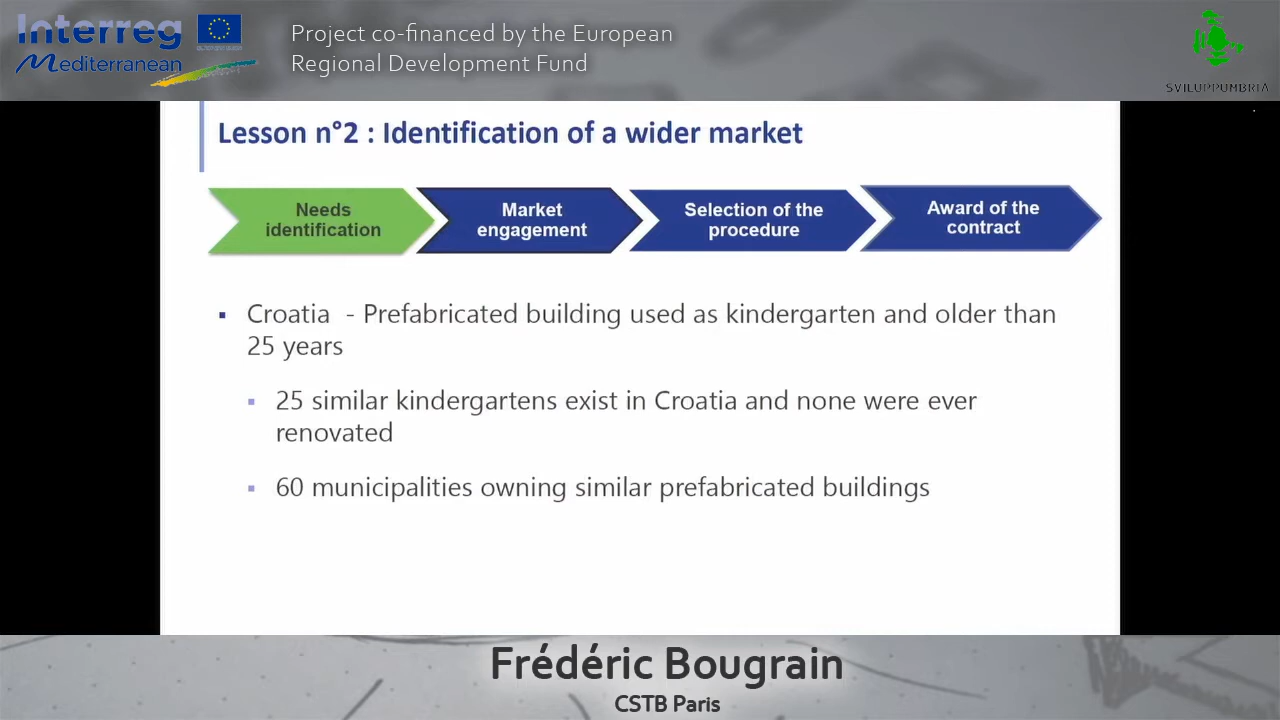 Interreg
Mediterranean
Project co-financed by the European
Regional Development Fund
SVILUPPUMBRIA
Lesson n°2 : Identification of a wider market
Needs
identification
Market
engagement
Selection of the
procedure
Award of the
contract
▪ Croatia - Prefabricated building used as kindergarten and older than
25 years
▪ 25 similar kindergartens exist in Croatia and none were ever
renovated
▪ 60 municipalities owning similar prefabricated buildings
Frédéric Bougrain
CSTB Paris